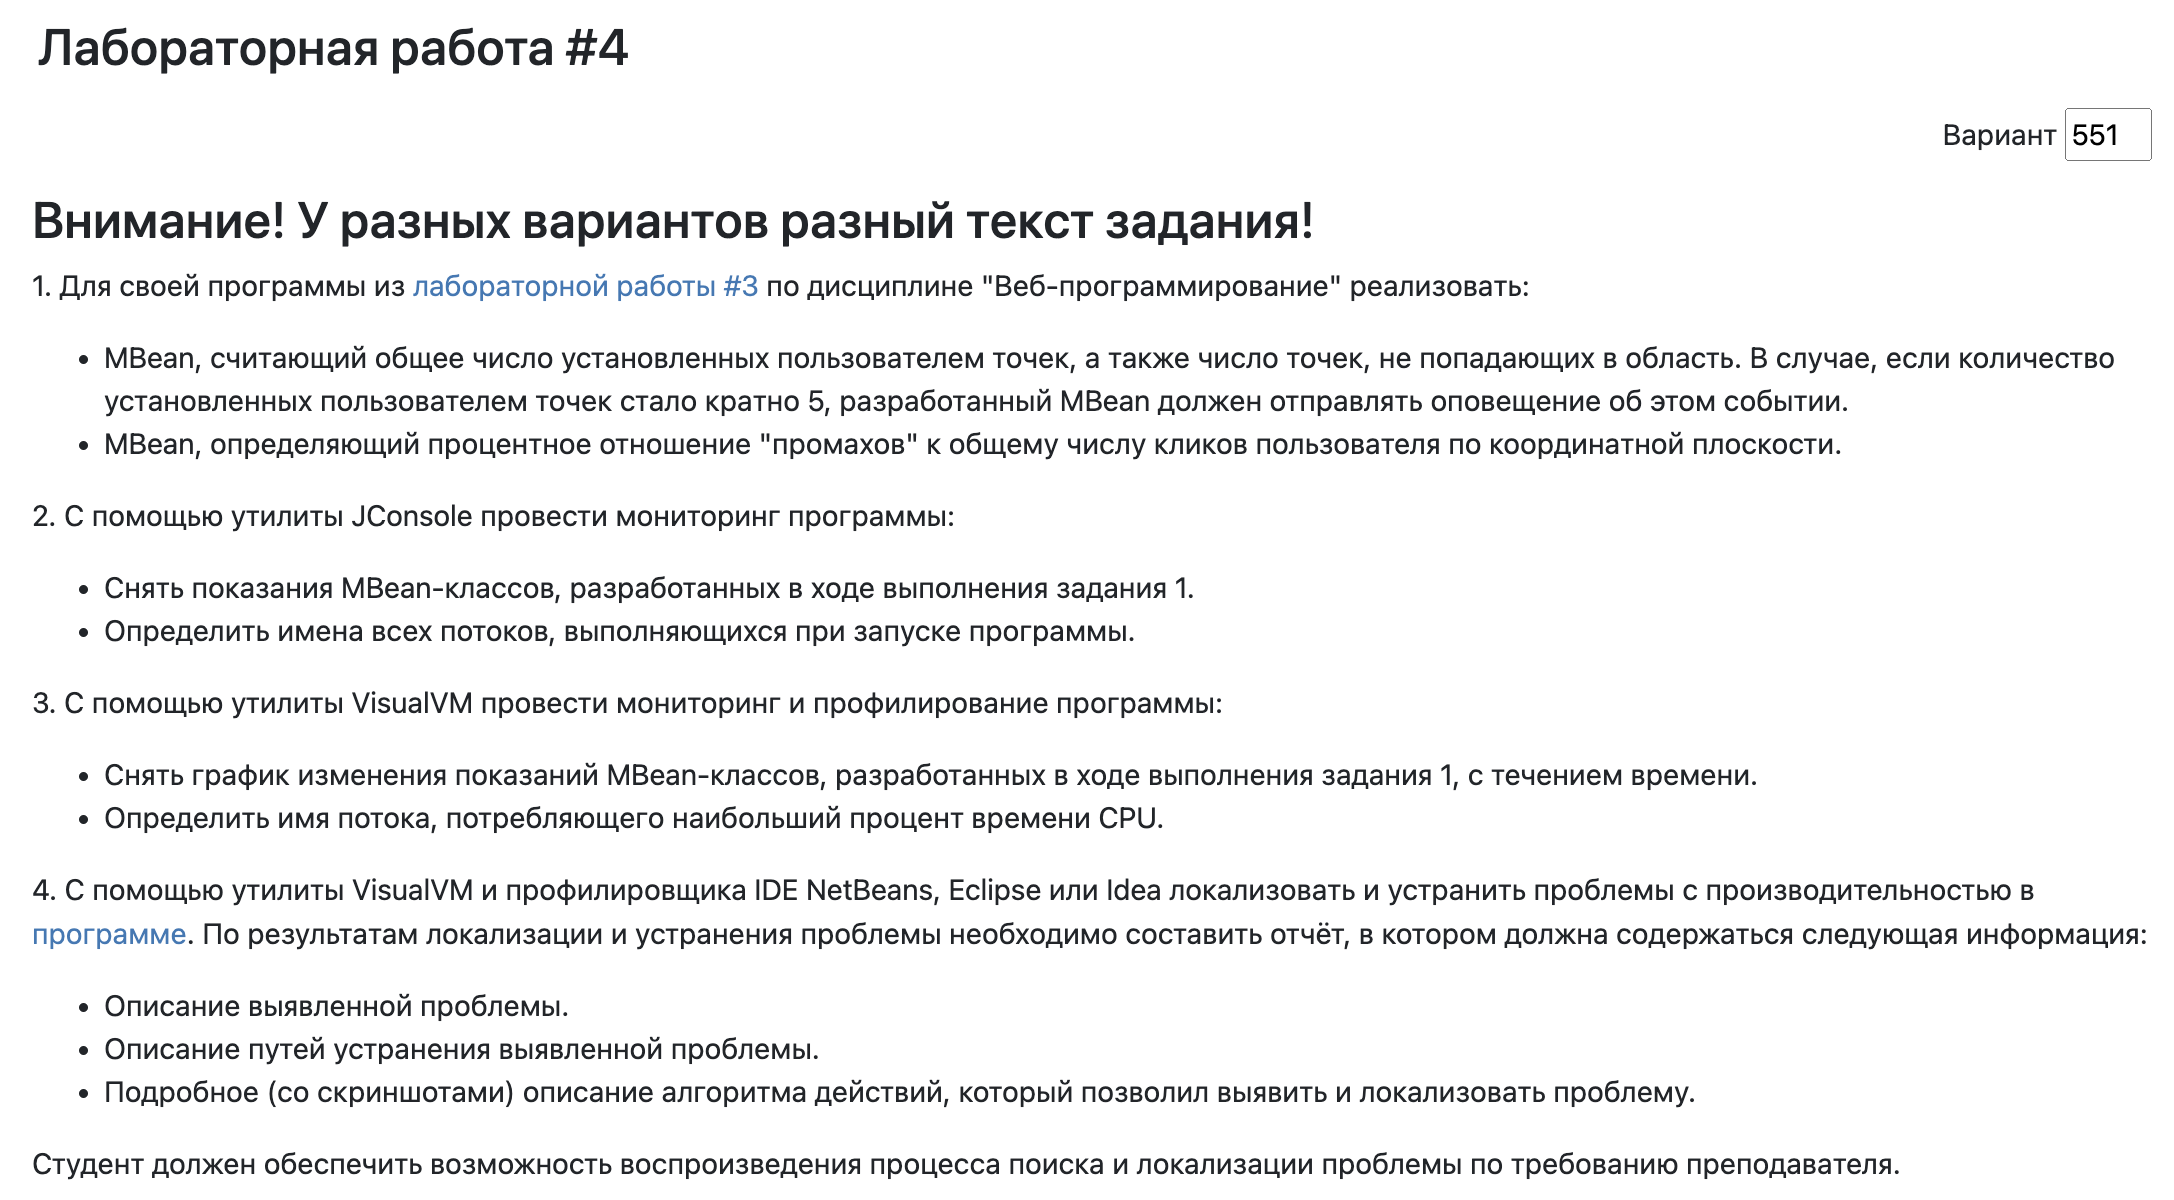 Лабораторная работа #4
Вариант 551
Внимание! У разных вариантов разный текст задания!
1. Для своей программы из лабораторной работы #3 по дисциплине "Веб-программирование" реализовать:
• MBean, считающий общее число установленных пользователем точек, а также число точек, не попадающих в область. В случае, если количество
установленных пользователем точек стало кратно 5, разработанный MBean должен отправлять оповещение об этом событии.
• MBean, определяющий процентное отношение "промахов" к общему числу кликов пользователя по координатной плоскости.
2. С помощью утилиты JConsole провести мониторинг программы:
• Снять показания MBean-классов, разработанных в ходе выполнения задания 1.
• Определить имена всех потоков, выполняющихся при запуске программы.
3. С помощью утилиты VisualVM провести мониторинг и профилирование программы:
• Снять график изменения показаний MBean-классов, разработанных в ходе выполнения задания 1, с течением времени.
• Определить имя потока, потребляющего наибольший процент времени CPU.
4. С помощью утилиты VisualVM и профилировщика IDE NetBeans, Eclipse или Idea локализовать и устранить проблемы с производительностью в
программе. По результатам локализации и устранения проблемы необходимо составить отчёт, в котором должна содержаться следующая информация:
• Описание выявленной проблемы.
• Описание путей устранения выявленной проблемы.
• Подробное (со скриншотами) описание алгоритма действий, который позволил выявить и локализовать проблему.
Студент должен обеспечить возможность воспроизведения процесса поиска и локализации проблемы по требованию преподавателя.